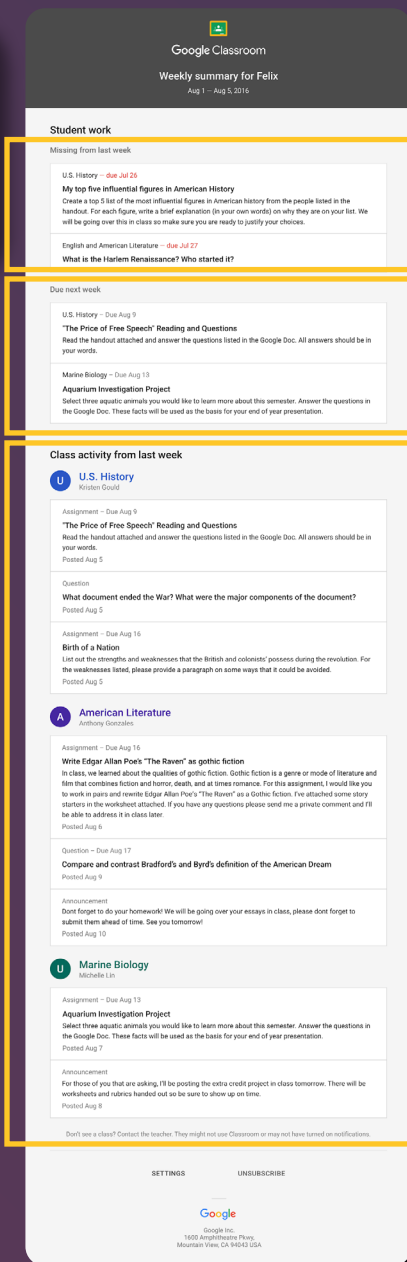 Google Classroom
Weekly summary for Felix
Aug 1 – Aug 5, 2016
Student work
Missing from last week
U.S. History – due Jul 26
My top five influential figures in American History
Create a top 5 list of the most influential figures in American history from the people listed in the
handout. For each figure, write a brief explanation (in your own words) on why they are on your list. We
will be going over this in class so make sure you are ready to justify your choices.
English and American Literature – due Jul 27
What is the Harlem Renaissance? Who started it?
Due next week
U.S. History – Due Aug 9
"The Price of Free Speech" Reading and Questions
Read the handout attached and answer the questions listed in the Google Doc. All answers should be in
your words.
Marine Biology – Due Aug 13
Aquarium Investigation Project
Select three aquatic animals you would like to learn more about this semester. Answer the questions in
the Google Doc. These facts will be used as the basis for your end of year presentation.
Class activity from last week
U
U.S. History
Kristen Gould
Assignment – Due Aug 9
"The Price of Free Speech" Reading and Questions
Read the handout attached and answer the questions listed in the Google Doc. All answers should be in
your words.
Posted Aug 5
Question
What document ended the War? What were the major components of the document?
Posted Aug 5
Assignment – Due Aug 16
Birth of a Nation
List out the strengths and weaknesses that the British and colonists' possess during the revolution. For
the weaknesses listed, please provide a paragraph on some ways that it could be avoided.
Posted Aug 5
A
American Literature
Anthony Gonzales
Assignment – Due Aug 16
Write Edgar Allan Poe's "The Raven" as gothic fiction
In class, we learned about the qualities of gothic fiction. Gothic fiction is a genre or mode of literature and
film that combines fiction and horror, death, and at times romance. For this assignment, I would like you
to work in pairs and rewrite Edgar Allan Poe's "The Raven" as a Gothic fiction. I've attached some story
starters in the worksheet attached. If you have any questions please send me a private comment and I'll
be able to address it in class later.
Posted Aug 6
Question – Due Aug 17
Compare and contrast Bradford's and Byrd's definition of the American Dream
Posted Aug 9
Announcement
Dont forget to do your homework! We will be going over your essays in class, please dont forget to
submit them ahead of time. See you tomorrow!
Posted Aug 10
U
Marine Biology
Michelle Lin
Assignment – Due Aug 13
Aquarium Investigation Project
Select three aquatic animals you would like to learn more about this semester. Answer the questions in
the Google Doc. These facts will be used as the basis for your end of year presentation.
Posted Aug 7
Announcement
For those of you that are asking, I'll be posting the extra credit project in class tomorrow. There will be
worksheets and rubrics handed out so be sure to show up on time.
Posted Aug 8
Don't see a class? Contact the teacher. They might not use Classroom or may not have turned on notifications.
SETTINGS UNSUBSCRIBE
Google
Google Inc.
1600 Amphitheatre Pkwy,
Mountain View, CA 94043 USA